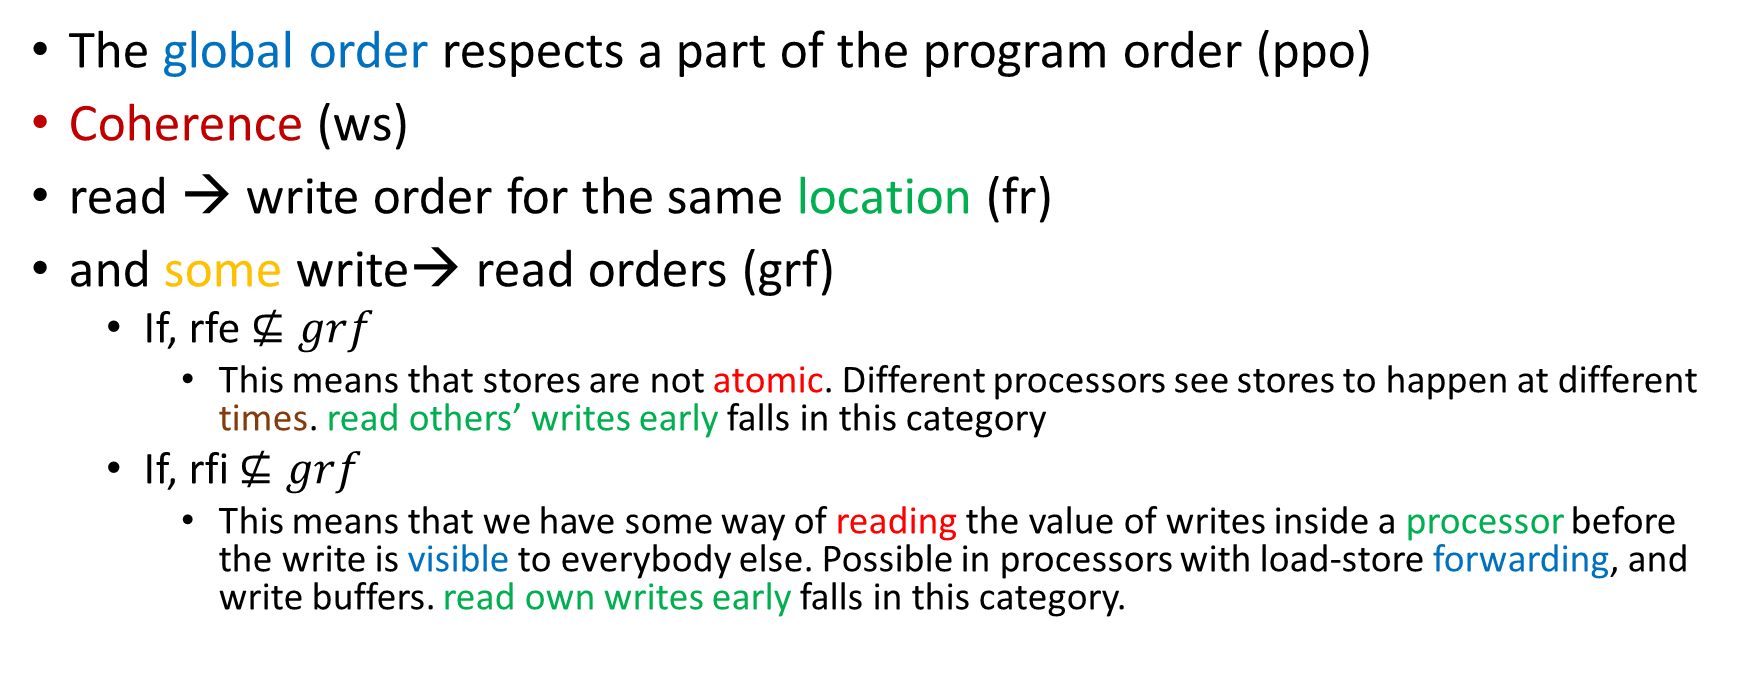 • The global order respects a part of the program order (ppo)
• Coherence (ws)
• read → write order for the same location (fr)
• and some write→ read orders (grf)
• If, rfe ⊈ grf
• This means that stores are not atomic. Different processors see stores to happen at different
times. read others’ writes early falls in this category
• If, rfi ⊈ grf
• This means that we have some way of reading the value of writes inside a processor before
the write is visible to everybody else. Possible in processors with load-store forwarding, and
write buffers. read own writes early falls in this category.